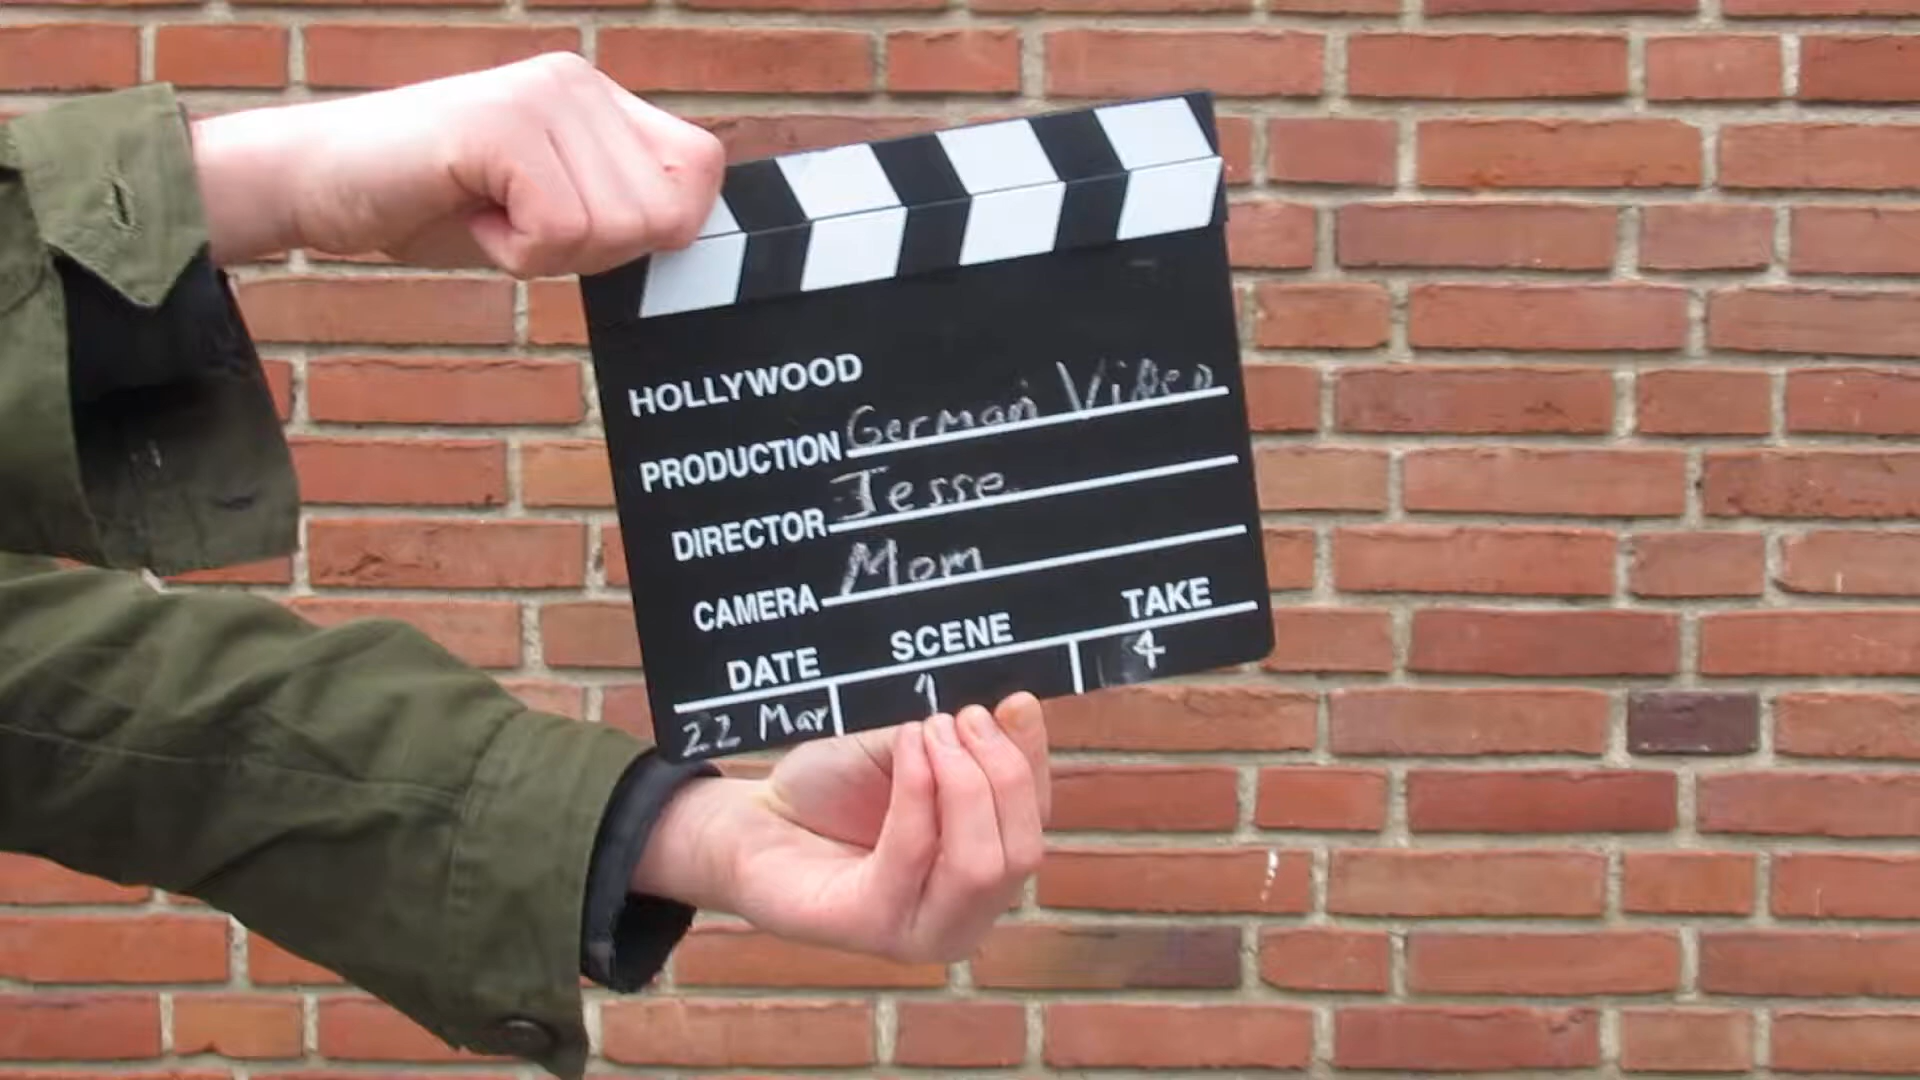 HOLLYWOOD
PRODUCTION German Video
DIRECTOR Jesse
CAMERA Mom
DATE SCENE TAKE
22 Mar 1 4